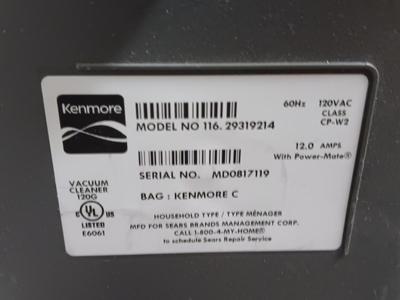 Kenmore
60Hz 120VAC
CLASS
CP-W2
MODEL NO 116. 29319214
12.0 AMPS
With Power-Mate®
SERIAL NO. MD0817119
VACUUM
CLEANER
120G
BAG : KENMORE C
UL US
LISTED
E6061
HOUSEHOLD TYPE / TYPE MÉNAGER
MFD FOR SEARS BRANDS MANAGEMENT CORP.
CALL 1-800-4-MY-HOME®
to schedule Sears Repair Service